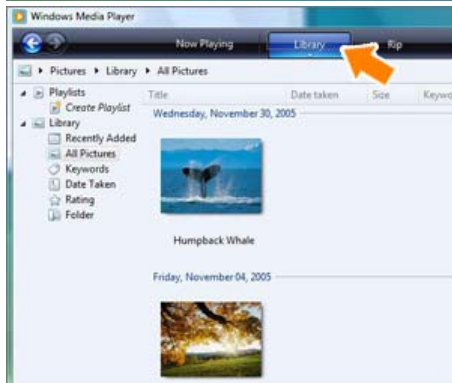 Windows Media Player
Now Playing Library Rip
Pictures Library All Pictures
Playlists
Create Playlist
Library
Recently Added
All Pictures
Keywords
Date Taken
Rating
Folder
Title Date taken Size Keywo
Wednesday, November 30, 2005
Humpback Whale
Friday, November 04, 2005